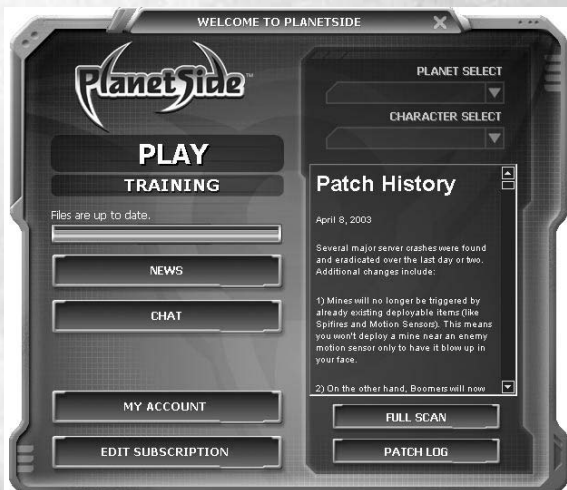 WELCOME TO PLANETSIDE
PlanetSide™
PLAY
TRAINING
Files are up to date.
NEWS
CHAT
MY ACCOUNT
EDIT SUBSCRIPTION
PLANET SELECT
CHARACTER SELECT
Patch History
April 8, 2003
Several major server crashes were found
and eradicated over the last day or two.
Additional changes include:
1) Mines will no longer be triggered by
already existing deployable items (like
Spifires and Motion Sensors). This means
you won't deploy a mine near an enemy
motion sensor only to have it blow up in
your face.
2) On the other hand, Boomers will now
FULL SCAN
PATCH LOG